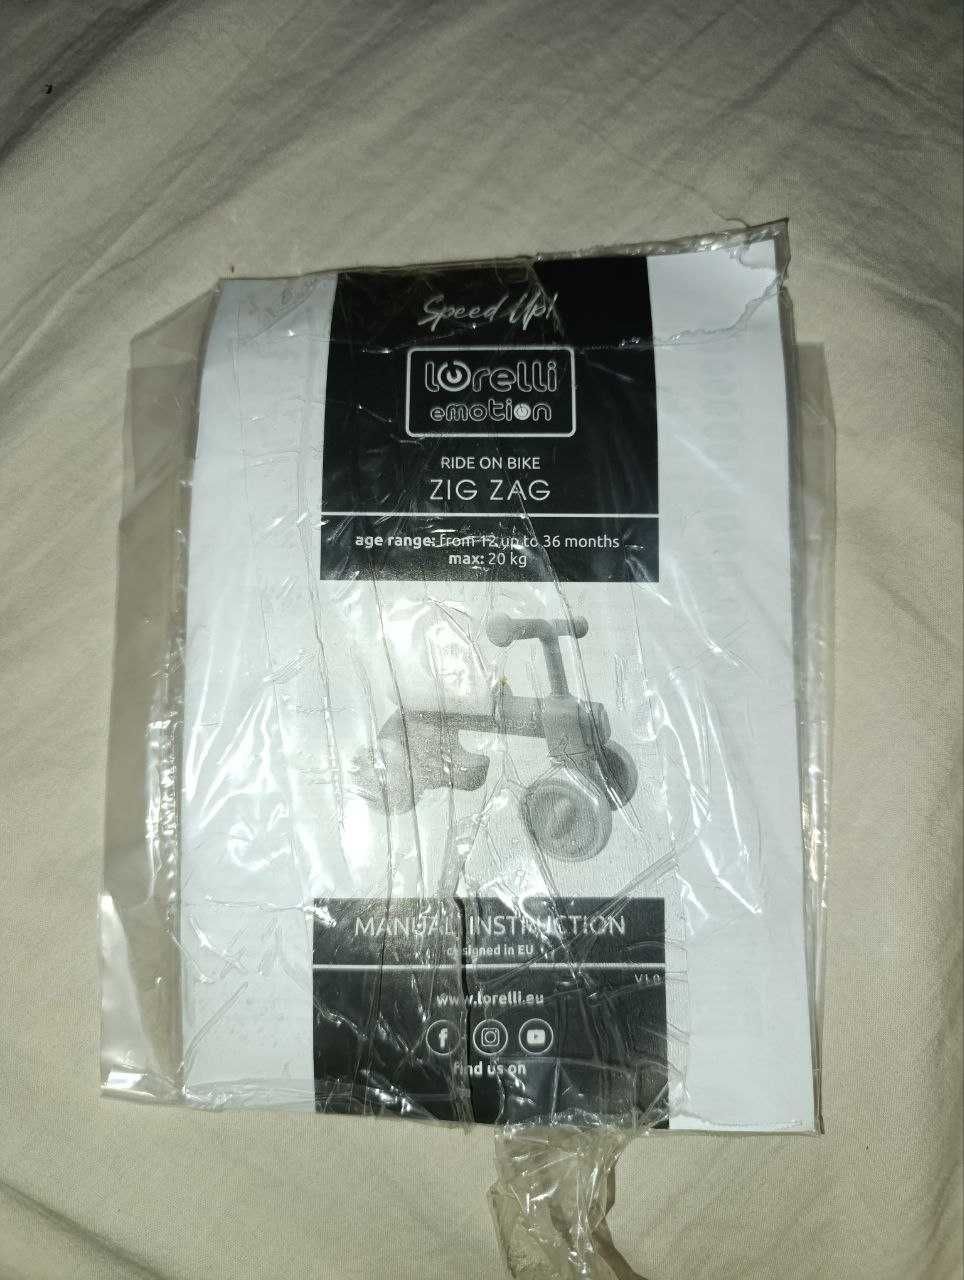 Speed Up!
lorelli
emotion
RIDE ON BIKE
ZIG ZAG
age range: from 12 up to 36 months
max: 20 kg
MANUAL INSTRUCTION
designed in EU
V1.0
www.lorelli.eu
find us on